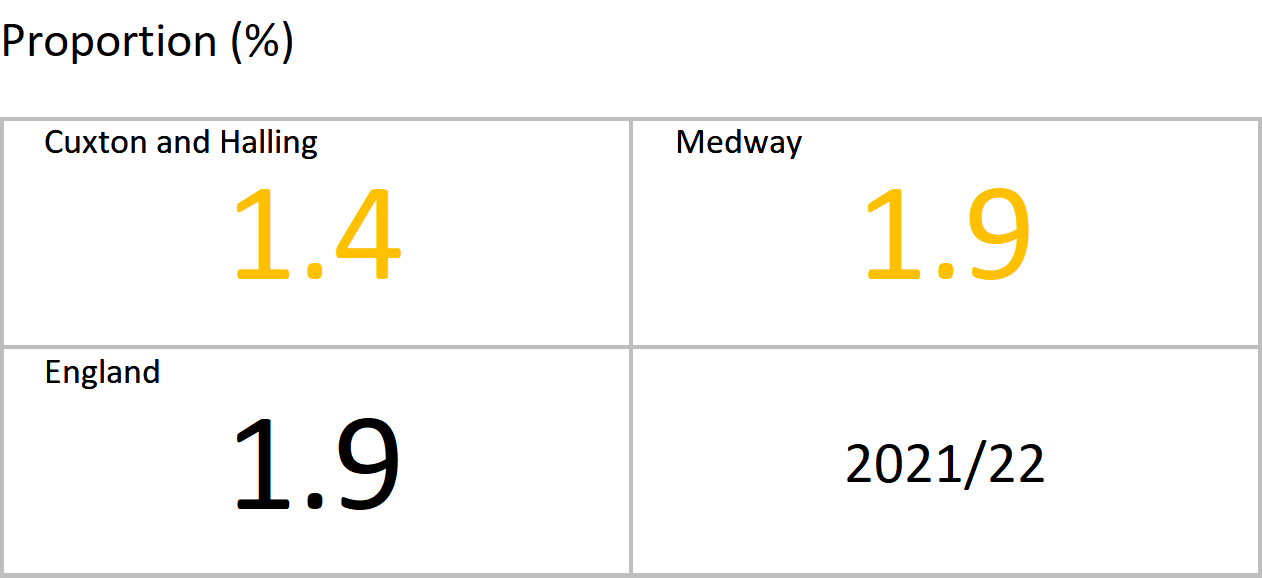 Proportion (%)
Cuxton and Halling
1.4
Medway
1.9
England
1.9
2021/22